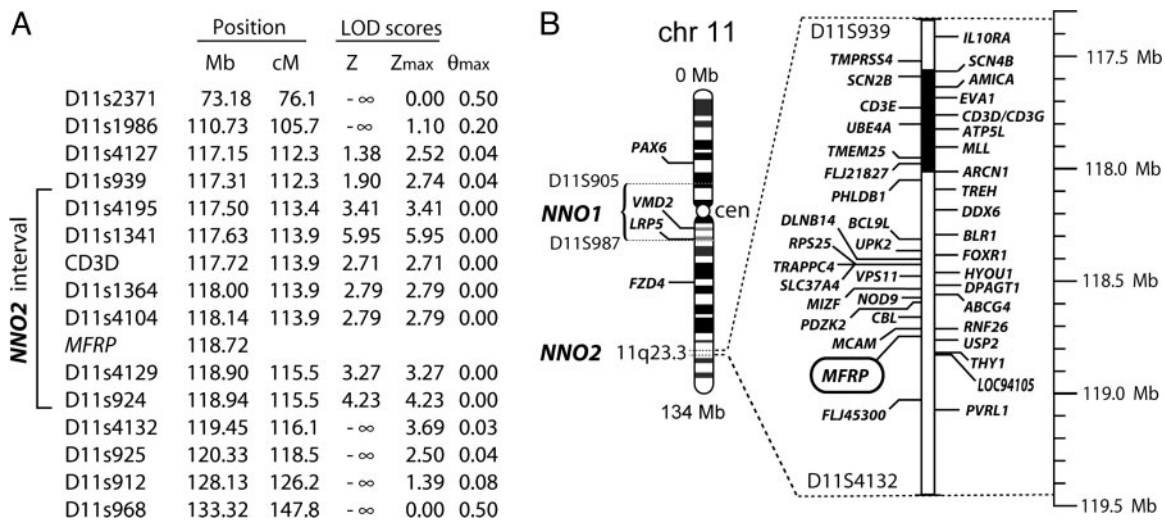 A
Position LOD scores
Mb cM Z Zmax θmax
D11s2371 73.18 76.1 - ∞ 0.00 0.50
D11s1986 110.73 105.7 - ∞ 1.10 0.20
D11s4127 117.15 112.3 1.38 2.52 0.04
D11s939 117.31 112.3 1.90 2.74 0.04
D11s4195 117.50 113.4 3.41 3.41 0.00
D11s1341 117.63 113.9 5.95 5.95 0.00
CD3D 117.72 113.9 2.71 2.71 0.00
D11s1364 118.00 113.9 2.79 2.79 0.00
D11s4104 118.14 113.9 2.79 2.79 0.00
MFRP 118.72
D11s4129 118.90 115.5 3.27 3.27 0.00
D11s924 118.94 115.5 4.23 4.23 0.00
D11s4132 119.45 116.1 - ∞ 3.69 0.03
D11s925 120.33 118.5 - ∞ 2.50 0.04
D11s912 128.13 126.2 - ∞ 1.39 0.08
D11s968 133.32 147.8 - ∞ 0.00 0.50
NNO2 interval
B
chr 11
0 Mb
PAX6
D11S905
NNO1
VMD2
LRP5
cen
D11S987
FZD4
NNO2
11q23.3
134 Mb
D11S939
TMPRSS4
SCN2B
CD3E
UBE4A
TMEM25
FLJ21827
PHLDB1
DLNB14
BCL9L
RPS25
UPK2
TRAPPC4
SLC37A4
VPS11
MIZF
NOD9
PDZK2
CBL
MCAM
MFRP
FLJ45300
D11S4132
IL10RA
SCN4B
AMICA
EVA1
CD3D/CD3G
ATP5L
MLL
ARCN1
TREH
DDX6
BLR1
FOXR1
HYOU1
DPAGT1
ABCG4
RNF26
USP2
THY1
LOC94105
PVRL1
117.5 Mb
118.0 Mb
118.5 Mb
119.0 Mb
119.5 Mb